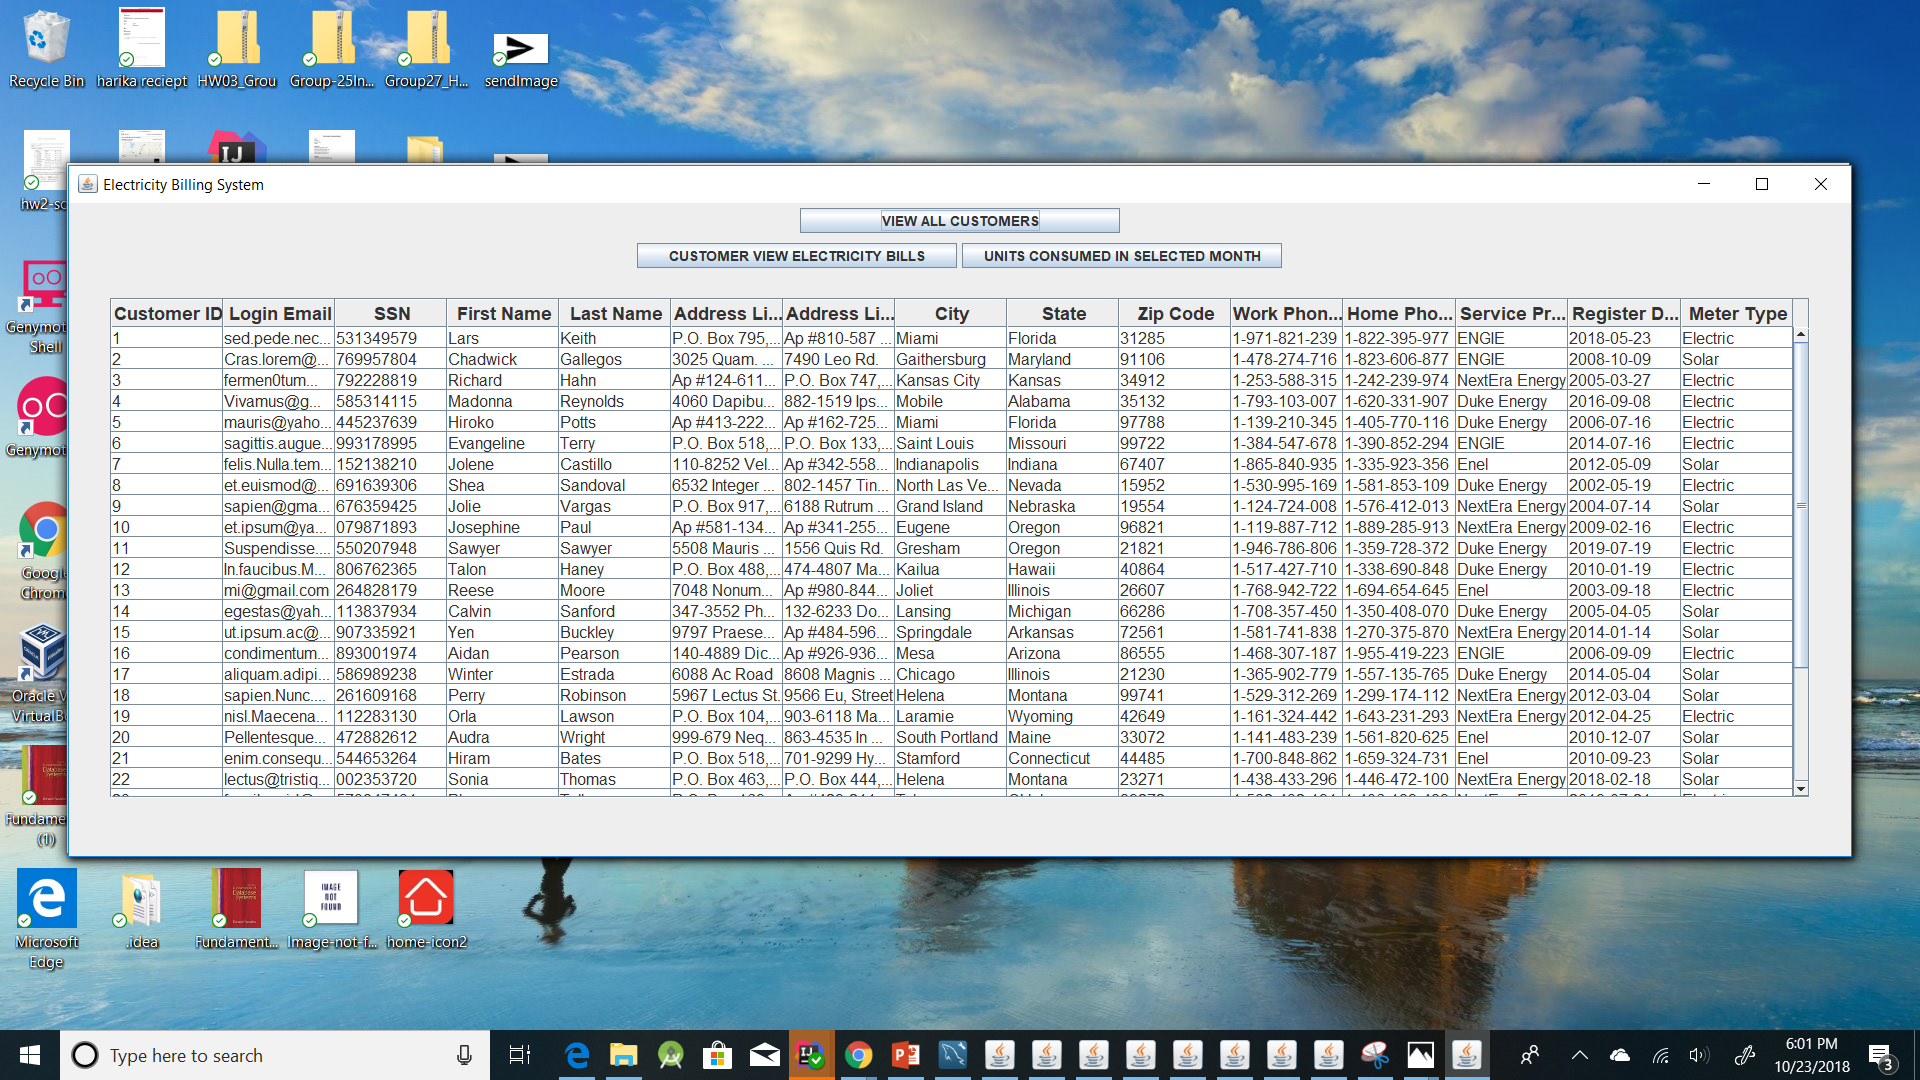 Recycle Bin
harika reciept
HW03_Grou
Group-25In...
Group27_H...
sendImage
Electricity Billing System
VIEW ALL CUSTOMERS
CUSTOMER VIEW ELECTRICITY BILLS UNITS CONSUMED IN SELECTED MONTH
Customer ID Login Email SSN First Name Last Name Address Li... Address Li... City State Zip Code Work Phon... Home Pho... Service Pr... Register D... Meter Type
1 sed.pede.nec... 531349579 Lars Keith P.O. Box 795,... Ap #810-587 ... Miami Florida 31285 1-971-821-239 1-822-395-977 ENGIE 2018-05-23 Electric
2 Cras.lorem@... 769957804 Chadwick Gallegos 3025 Quam. ... 7490 Leo Rd. Gaithersburg Maryland 91106 1-478-274-716 1-823-606-877 ENGIE 2008-10-09 Solar
3 fermen0tum... 792228819 Richard Hahn Ap #124-611... P.O. Box 747,... Kansas City Kansas 34912 1-253-588-315 1-242-239-974 NextEra Energy 2005-03-27 Electric
4 Vivamus@g... 585314115 Madonna Reynolds 4060 Dapibu... 882-1519 Ips... Mobile Alabama 35132 1-793-103-007 1-620-331-907 Duke Energy 2016-09-08 Electric
5 mauris@yaho... 445237639 Hiroko Potts Ap #413-222... Ap #162-725... Miami Florida 97788 1-139-210-345 1-405-770-116 Duke Energy 2006-07-16 Electric
6 sagittis.augue... 993178995 Evangeline Terry P.O. Box 518,... P.O. Box 133,... Saint Louis Missouri 99722 1-384-547-678 1-390-852-294 ENGIE 2014-07-16 Electric
7 felis.Nulla.tem... 152138210 Jolene Castillo 110-8252 Vel... Ap #342-558... Indianapolis Indiana 67407 1-865-840-935 1-335-923-356 Enel 2012-05-09 Solar
8 et.euismod@... 691639306 Shea Sandoval 6532 Integer ... 802-1457 Tin... North Las Ve... Nevada 15952 1-530-995-169 1-581-853-109 Duke Energy 2002-05-19 Electric
9 sapien@gma... 676359425 Jolie Vargas P.O. Box 917,... 6188 Rutrum ... Grand Island Nebraska 19554 1-124-724-008 1-576-412-013 NextEra Energy 2004-07-14 Solar
10 et.ipsum@ya... 079871893 Josephine Paul Ap #581-134... Ap #341-255... Eugene Oregon 96821 1-119-887-712 1-889-285-913 NextEra Energy 2009-02-16 Electric
11 Suspendisse.... 550207948 Sawyer Sawyer 5508 Mauris ... 1556 Quis Rd. Gresham Oregon 21821 1-946-786-806 1-359-728-372 Duke Energy 2019-07-19 Electric
12 In.faucibus.M... 806762365 Talon Haney P.O. Box 488,... 474-4807 Ma... Kailua Hawaii 40864 1-517-427-710 1-338-690-848 Duke Energy 2010-01-19 Electric
13 mi@gmail.com 264828179 Reese Moore 7048 Nonum... Ap #980-844... Joliet Illinois 26607 1-768-942-722 1-694-654-645 Enel 2003-09-18 Electric
14 egestas@yah... 113837934 Calvin Sanford 347-3552 Ph... 132-6233 Do... Lansing Michigan 66286 1-708-357-450 1-350-408-070 Duke Energy 2005-04-05 Solar
15 ut.ipsum.ac@... 907335921 Yen Buckley 9797 Praese... Ap #484-596... Springdale Arkansas 72561 1-581-741-838 1-270-375-870 NextEra Energy 2014-01-14 Solar
16 condimentum... 893001974 Aidan Pearson 140-4889 Dic... Ap #926-936... Mesa Arizona 86555 1-468-307-187 1-955-419-223 ENGIE 2006-09-09 Electric
17 aliquam.adipi... 586989238 Winter Estrada 6088 Ac Road 8608 Magnis ... Chicago Illinois 21230 1-365-902-779 1-557-135-765 Duke Energy 2014-05-04 Solar
18 sapien.Nunc.... 261609168 Perry Robinson 5967 Lectus St. 9566 Eu, Street Helena Montana 99741 1-529-312-269 1-299-174-112 NextEra Energy 2012-03-04 Solar
19 nisl.Maecena... 112283130 Orla Lawson P.O. Box 104,... 903-6118 Ma... Laramie Wyoming 42649 1-161-324-442 1-643-231-293 NextEra Energy 2012-04-25 Electric
20 Pellentesque... 472882612 Audra Wright 999-679 Neq... 863-4535 In ... South Portland Maine 33072 1-141-483-239 1-561-820-625 Enel 2010-12-07 Solar
21 enim.consequ... 544653264 Hiram Bates P.O. Box 518,... 701-9299 Hy... Stamford Connecticut 44485 1-700-848-862 1-659-324-731 Enel 2010-09-23 Solar
22 lectus@tristiq... 002353720 Sonia Thomas P.O. Box 463,... P.O. Box 444,... Helena Montana 23271 1-438-433-296 1-446-472-100 NextEra Energy 2018-02-18 Solar
hw2-sc
Genymot
Shell
Genymot
Google
Chrom
Oracle V
VirtualB
Fundame
(1)
Microsoft
Edge
.idea
Fundament...
IMAGE
NOT
FOUND
Image-not-f...
home-icon2
Type here to search
6:01 PM
10/23/2018
3